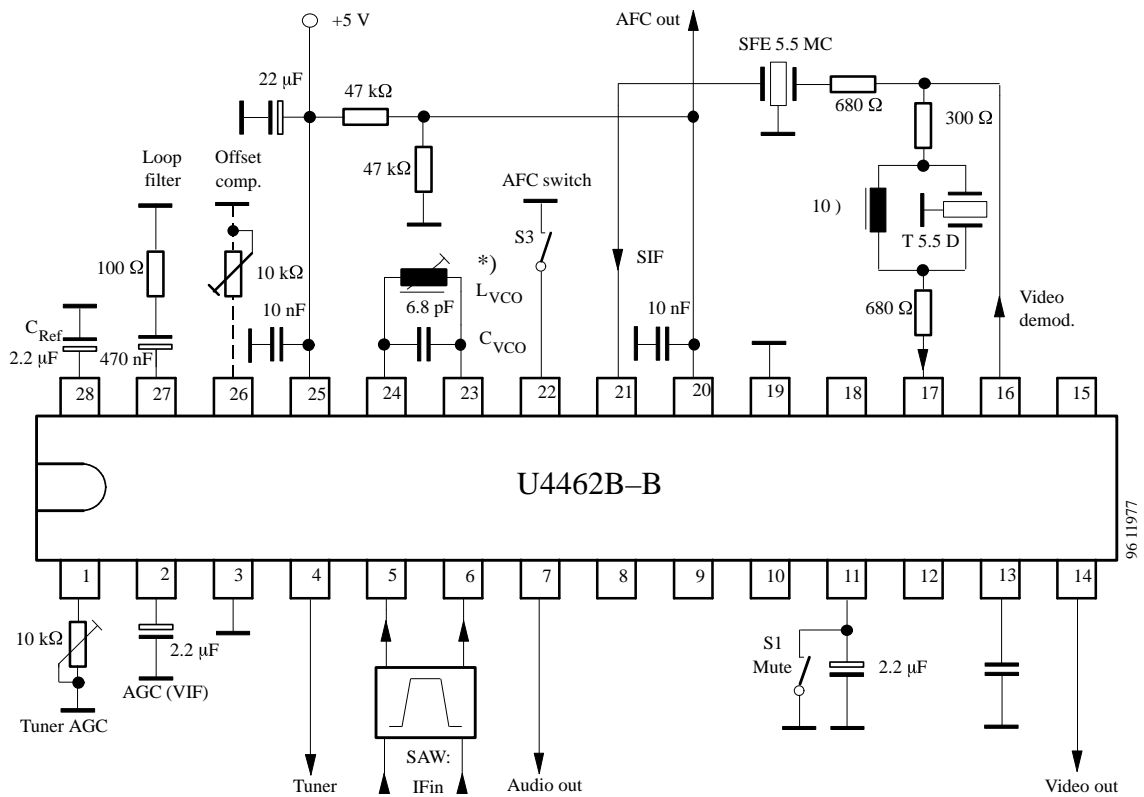 +5 V
AFC out
SFE 5.5 MC
22 μF
47 kΩ
680 Ω
300 Ω
Loop
filter
Offset
comp.
47 kΩ
AFC switch
10 )
T 5.5 D
S3
SIF
100 Ω
10 kΩ
*)
L_VCO
6.8 pF
C_VCO
10 nF
10 nF
680 Ω
Video
demod.
C_Ref
2.2 μF
470 nF
28 27 26 25 24 23 22 21 20 19 18 17 16 15
U4462B–B
96 11977
1 2 3 4 5 6 7 8 9 10 11 12 13 14
10 kΩ
2.2 μF
AGC (VIF)
Tuner AGC
S1
Mute
2.2 μF
SAW:
Tuner
IFin
Audio out
Video out